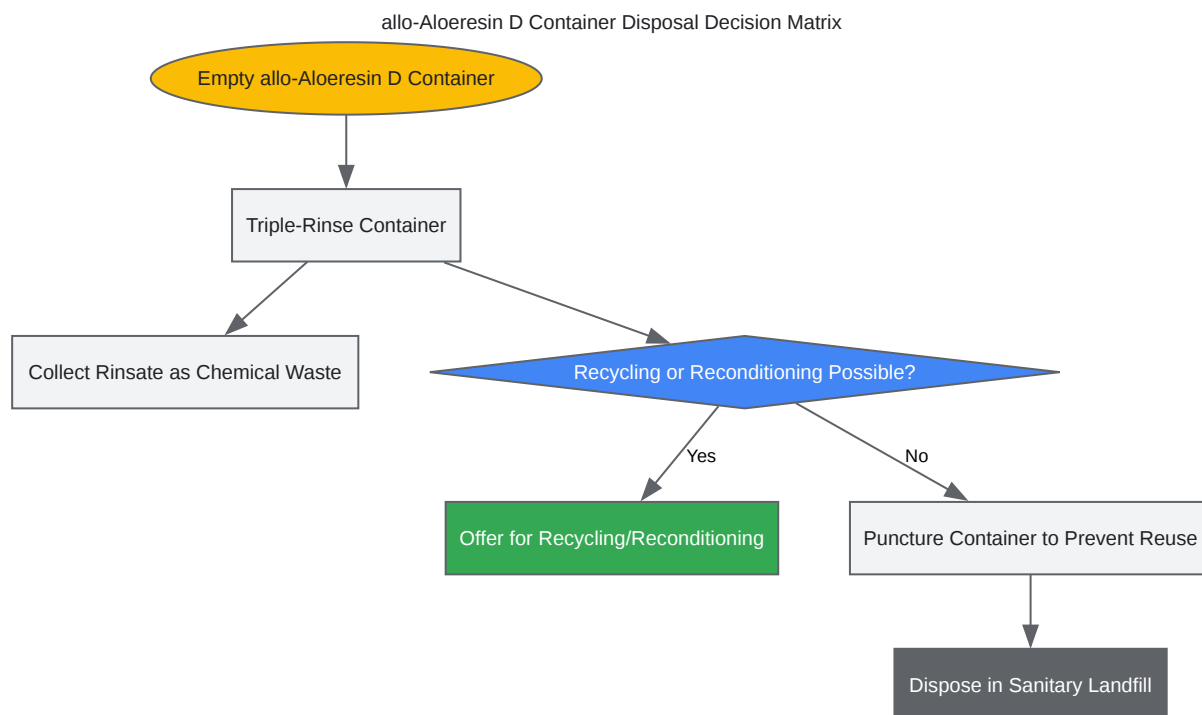 allo-Aloeresin D Container Disposal Decision Matrix
Empty allo-Aloeresin D Container
Triple-Rinse Container
Collect Rinsate as Chemical Waste
Recycling or Reconditioning Possible?
Yes
No
Offer for Recycling/Reconditioning
Puncture Container to Prevent Reuse
Dispose in Sanitary Landfill